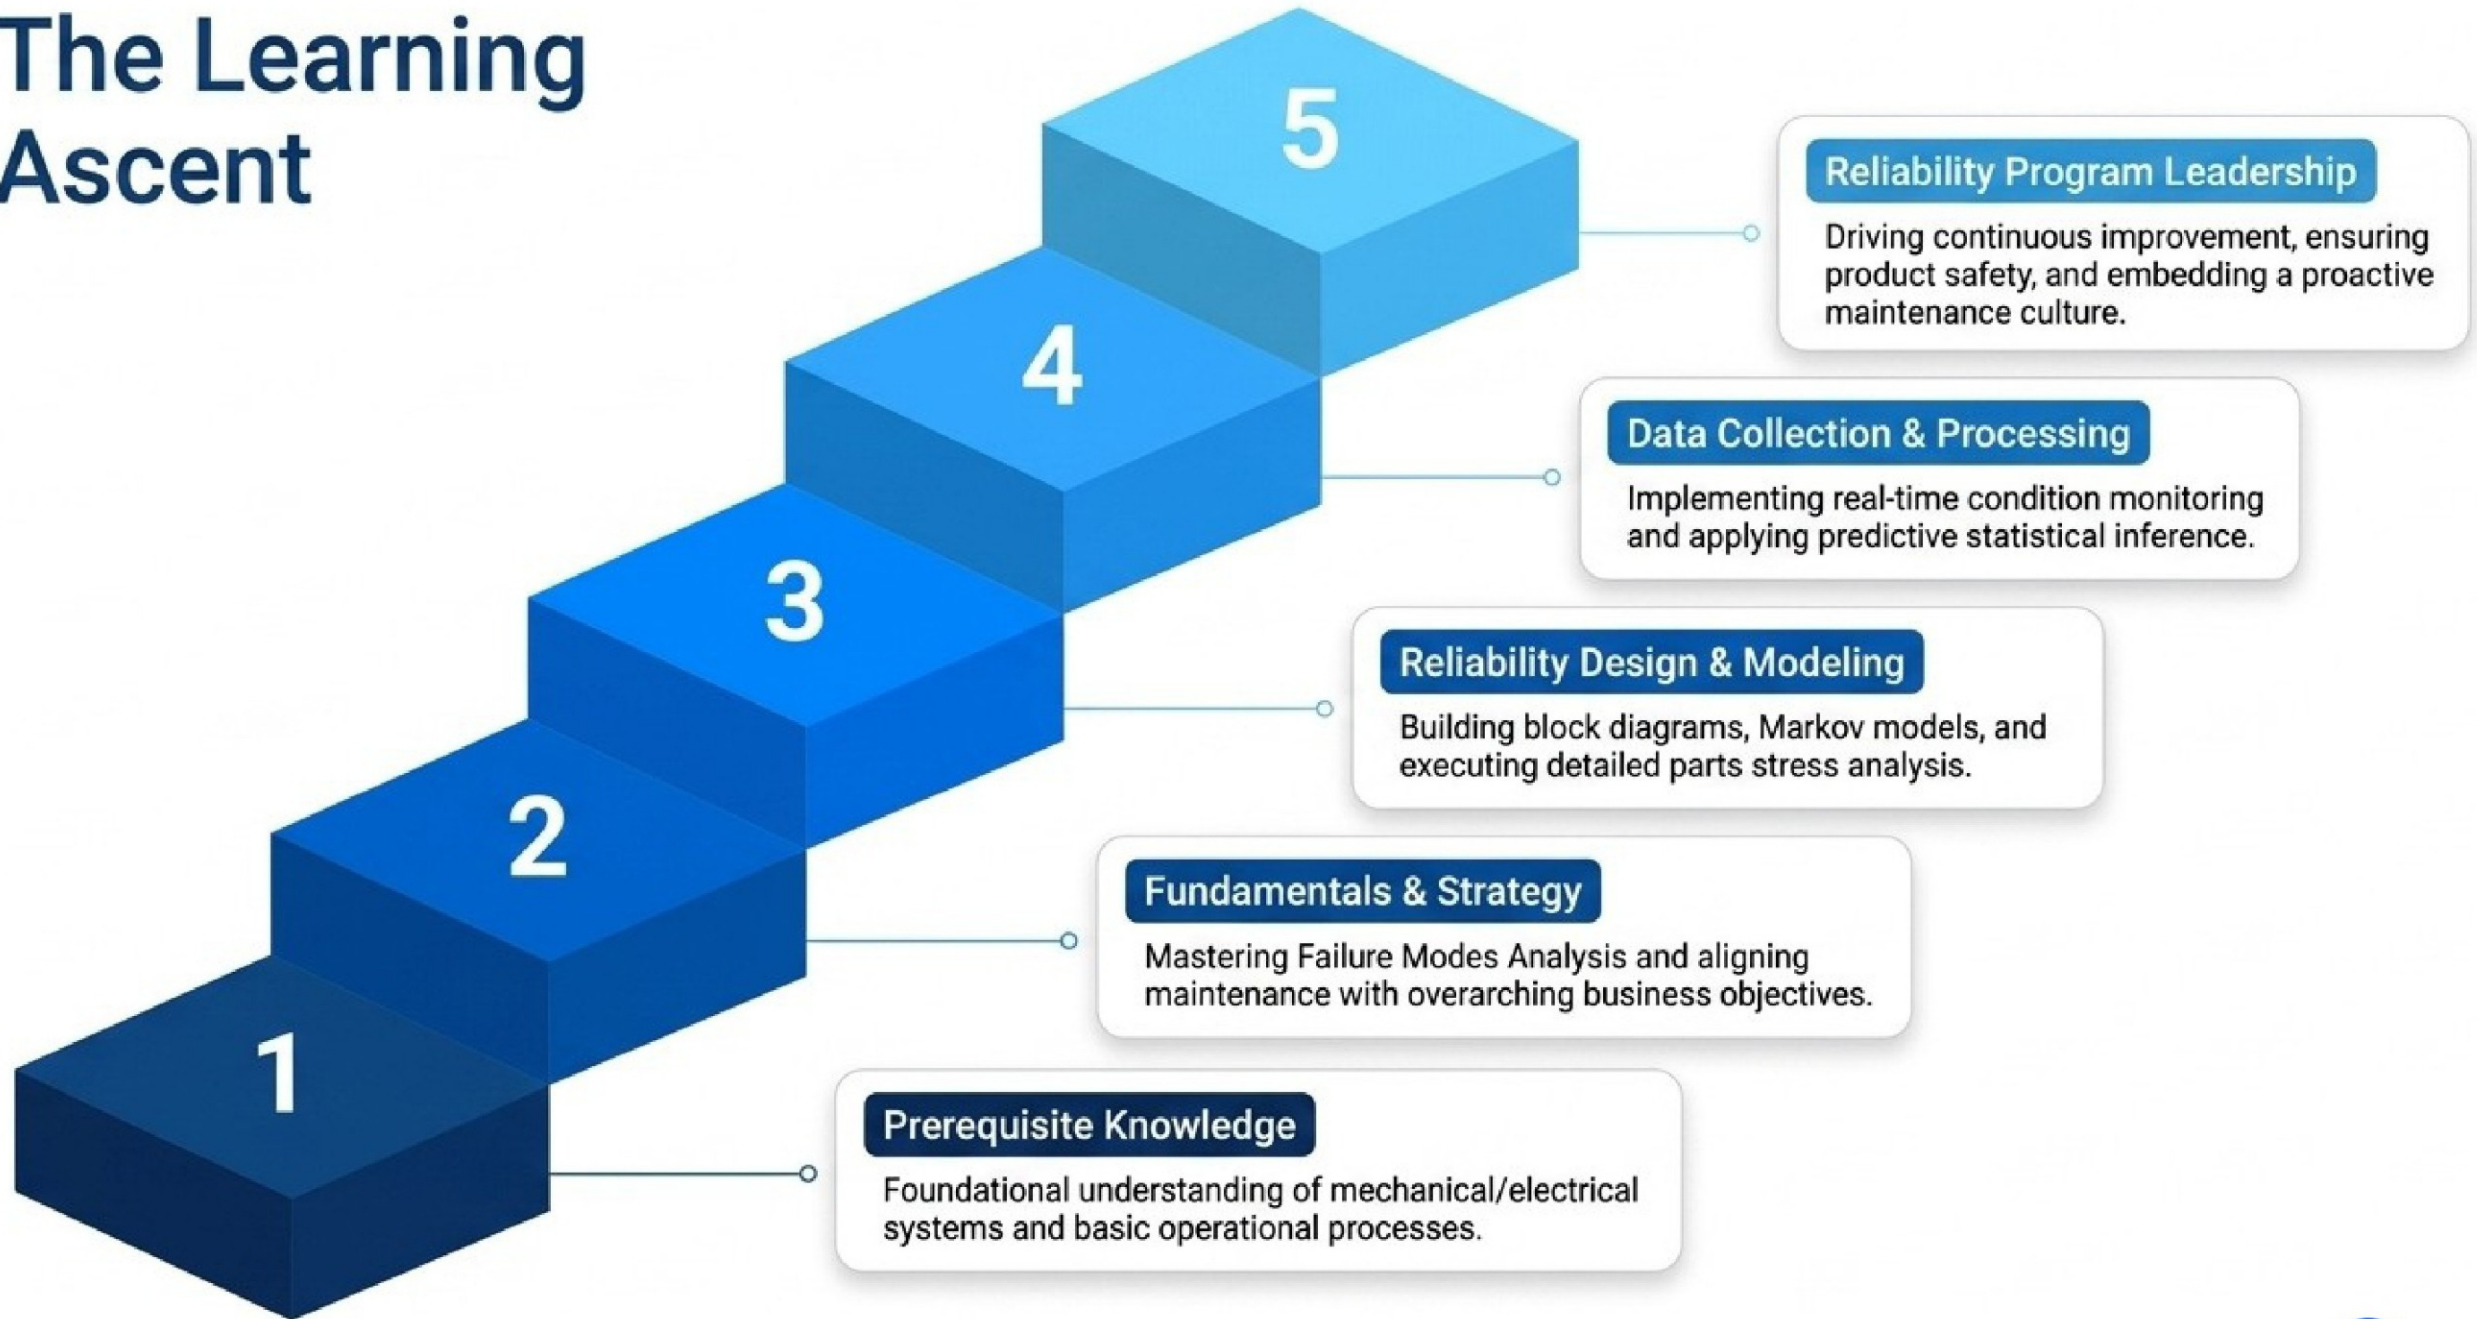 The Learning
Ascent
5
Reliability Program Leadership
Driving continuous improvement, ensuring
product safety, and embedding a proactive
maintenance culture.
4
Data Collection & Processing
Implementing real-time condition monitoring
and applying predictive statistical inference.
3
Reliability Design & Modeling
Building block diagrams, Markov models, and
executing detailed parts stress analysis.
2
Fundamentals & Strategy
Mastering Failure Modes Analysis and aligning
maintenance with overarching business objectives.
1
Prerequisite Knowledge
Foundational understanding of mechanical/electrical
systems and basic operational processes.